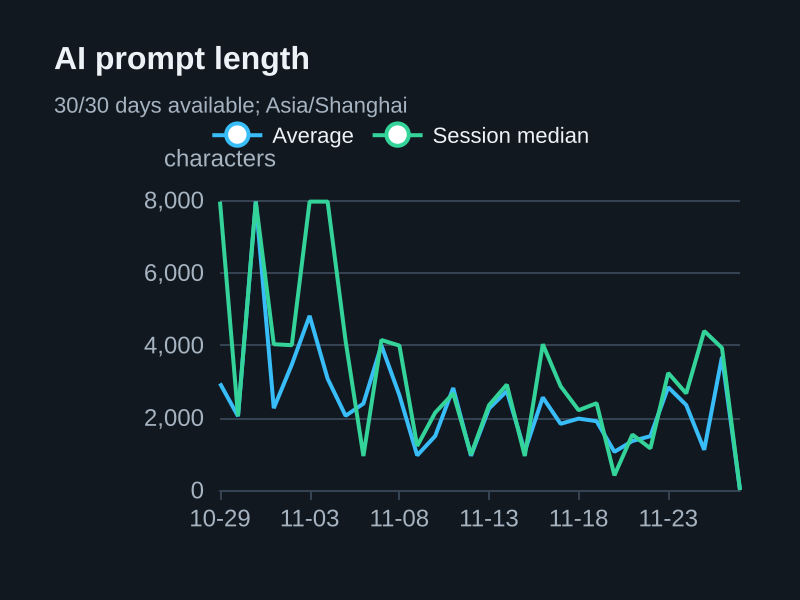 AI prompt length
30/30 days available; Asia/Shanghai
Average Session median
characters
8,000
6,000
4,000
2,000
0
10-29 11-03 11-08 11-13 11-18 11-23